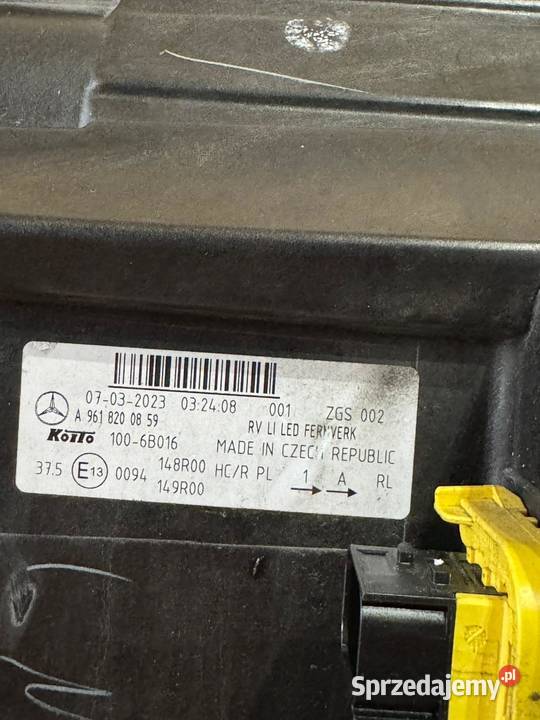 07-03-2023 03:24:08 001 ZGS 002
A 961 820 08 59 RV LI LED FERNVERK
KOITO 100-6B016 MADE IN CZECH REPUBLIC
37.5 E13 0094 148R00 HC/R PL 1 A RL
149R00
Sprzedajemy.pl